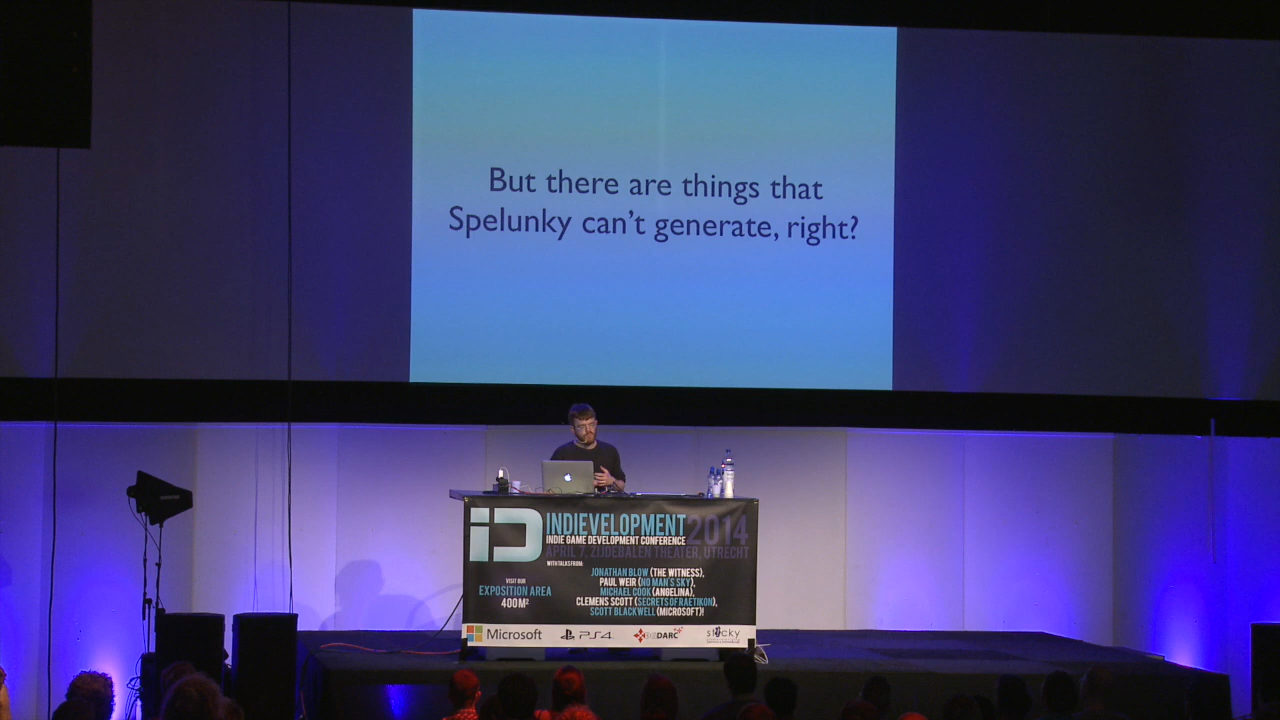 But there are things that
Spelunky can't generate, right?
iD
INDIEVELOPMENT 2014
INDIE GAME DEVELOPMENT CONFERENCE
APRIL 7, ZIJDEBALEN THEATER, UTRECHT
WITH TALKS FROM:
JONATHAN BLOW (THE WITNESS),
PAUL WEIR (NO MAN'S SKY),
MICHAEL COOK (ANGELINA),
CLEMENS SCOTT (SECRETS OF RAETIKON),
SCOTT BLACKWELL (MICROSOFT)!
VISIT OUR
EXPOSITION AREA
400M²
Microsoft
PS4